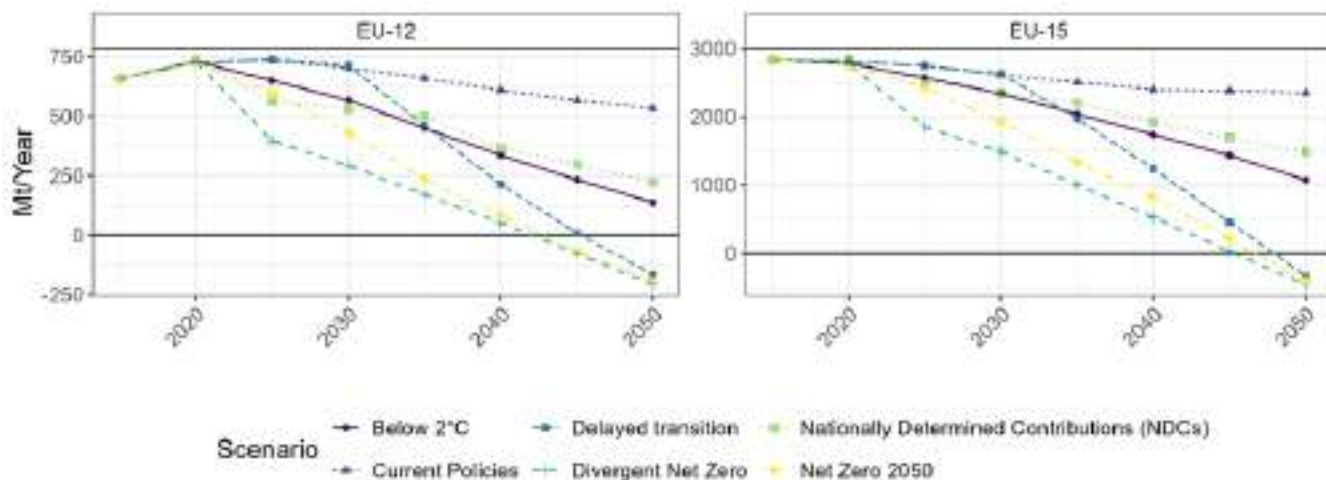 EU-12
EU-15
Mt/Year
750
500
250
0
-250
3000
2000
1000
0
2020
2030
2040
2050
2020
2030
2040
2050
Scenario
Below 2°C
Delayed transition
Nationally Determined Contributions (NDCs)
Current Policies
Divergent Net Zero
Net Zero 2050